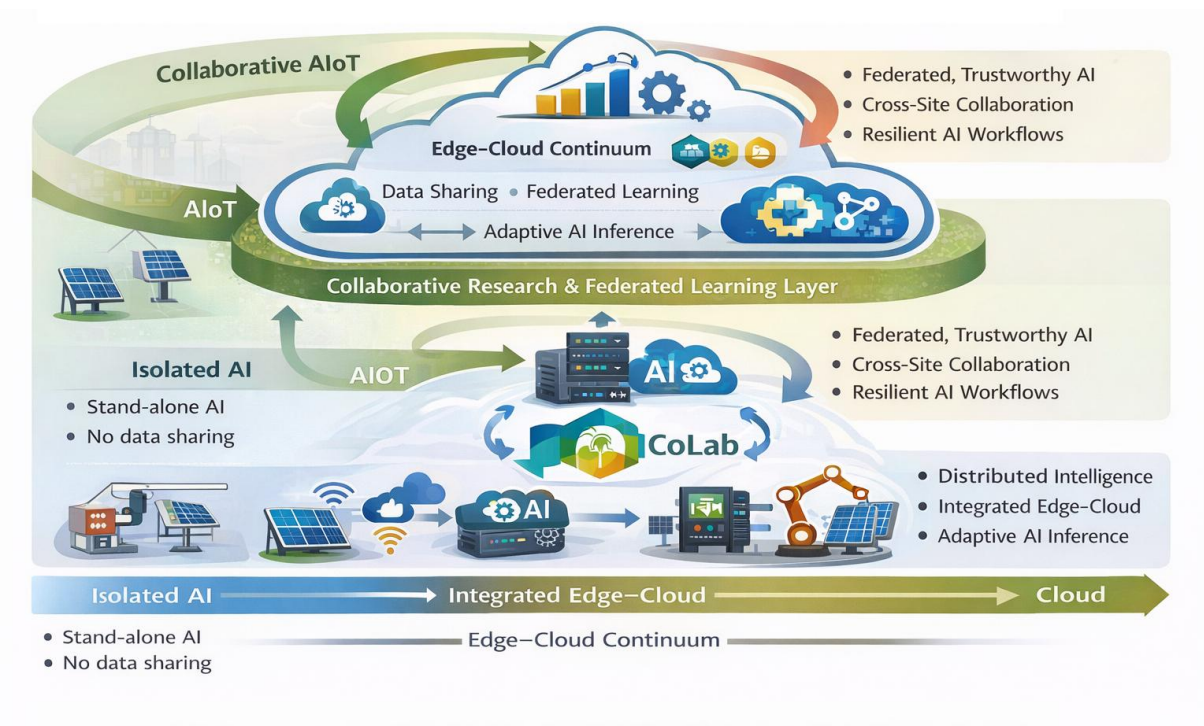 Collaborative AIoT
Federated, Trustworthy AI
Cross-Site Collaboration
Resilient AI Workflows
Edge–Cloud Continuum
Data Sharing • Federated Learning
AIoT
Adaptive AI Inference
Collaborative Research & Federated Learning Layer
Federated, Trustworthy AI
Cross-Site Collaboration
Resilient AI Workflows
Isolated AI
AIOT
AI
Stand-alone AI
No data sharing
CoLab
AI
Distributed Intelligence
Integrated Edge–Cloud
Adaptive AI Inference
Isolated AI
Integrated Edge–Cloud
Cloud
Stand-alone AI
No data sharing
Edge–Cloud Continuum